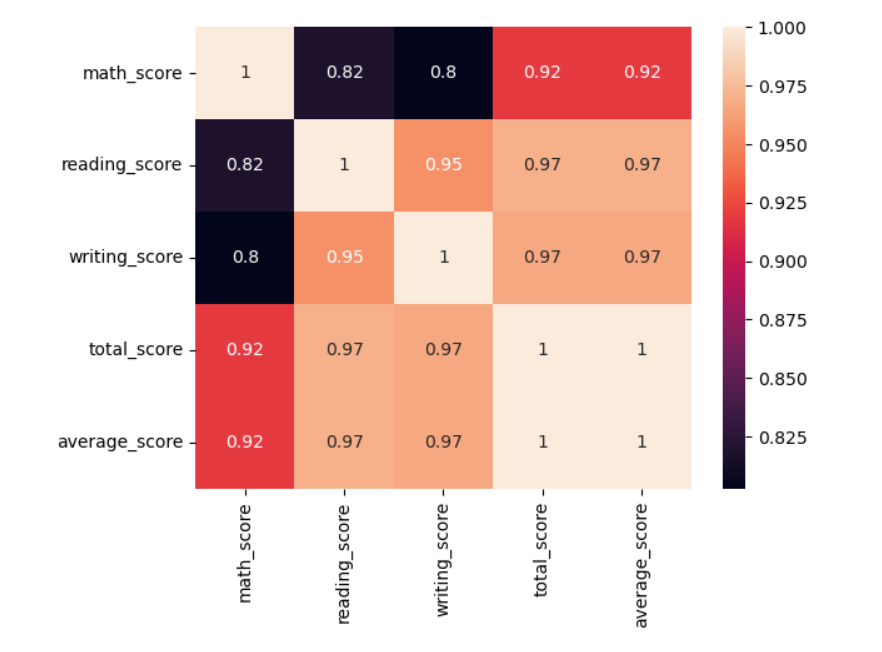 1.000
math_score 1 0.82 0.8 0.92 0.92
0.975
0.950
reading_score 0.82 1 0.95 0.97 0.97
0.925
writing_score 0.8 0.95 1 0.97 0.97
0.900
0.875
total_score 0.92 0.97 0.97 1 1
0.850
average_score 0.92 0.97 0.97 1 1
0.825
math_score
reading_score
writing_score
total_score
average_score